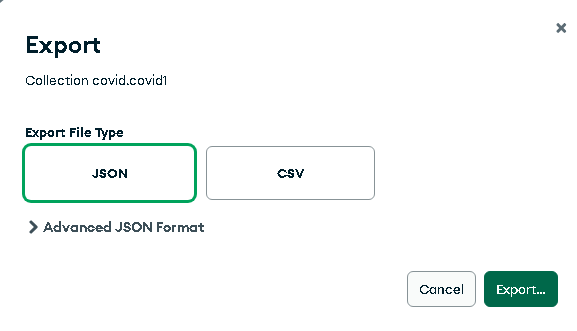 Export
Collection covid.covid1
Export File Type
JSON
CSV
Advanced JSON Format
Cancel
Export...